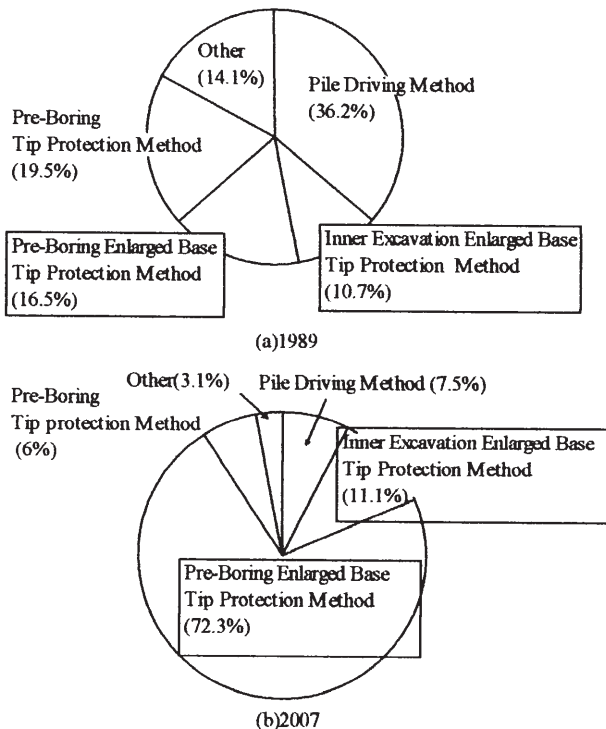 Other
(14.1%)
Pile Driving Method
(36.2%)
Pre-Boring
Tip Protection Method
(19.5%)
Pre-Boring Enlarged Base
Tip Protection Method
(16.5%)
Inner Excavation Enlarged Base
Tip Protection Method
(10.7%)
(a)1989
Other(3.1%)
Pile Driving Method (7.5%)
Pre-Boring
Tip protection Method
(6%)
Inner Excavation Enlarged Base
Tip Protection Method
(11.1%)
Pre-Boring Enlarged Base
Tip Protection Method
(72.3%)
(b)2007